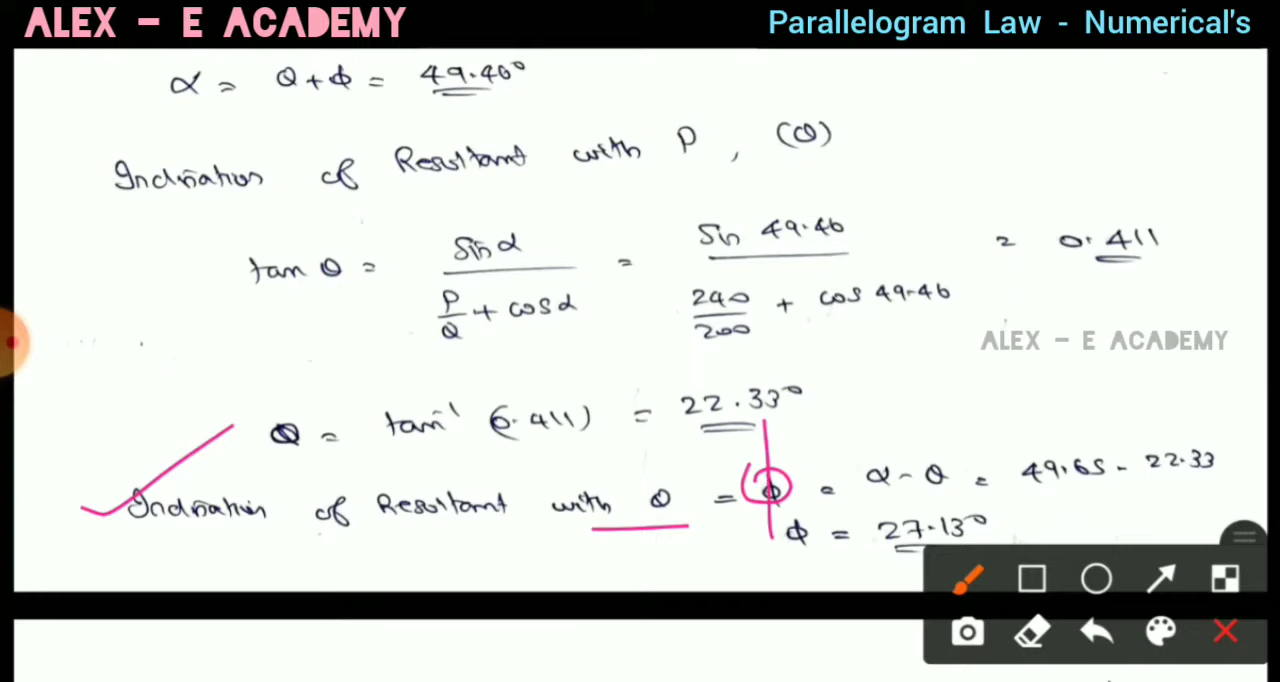 ALEX - E ACADEMY
Parallelogram Law - Numerical's
α = θ + Φ = 49.46°
Inclination of Resultant with P, (θ)
tan θ = sin α / (P/Q + cos α) = sin 49.46 / (240/200 + cos 49.46) = 0.411
ALEX - E ACADEMY
θ = tan⁻¹ (0.411) = 22.33°
Inclination of Resultant with Q = Φ = α - θ = 49.65 - 22.33
Φ = 27.13°